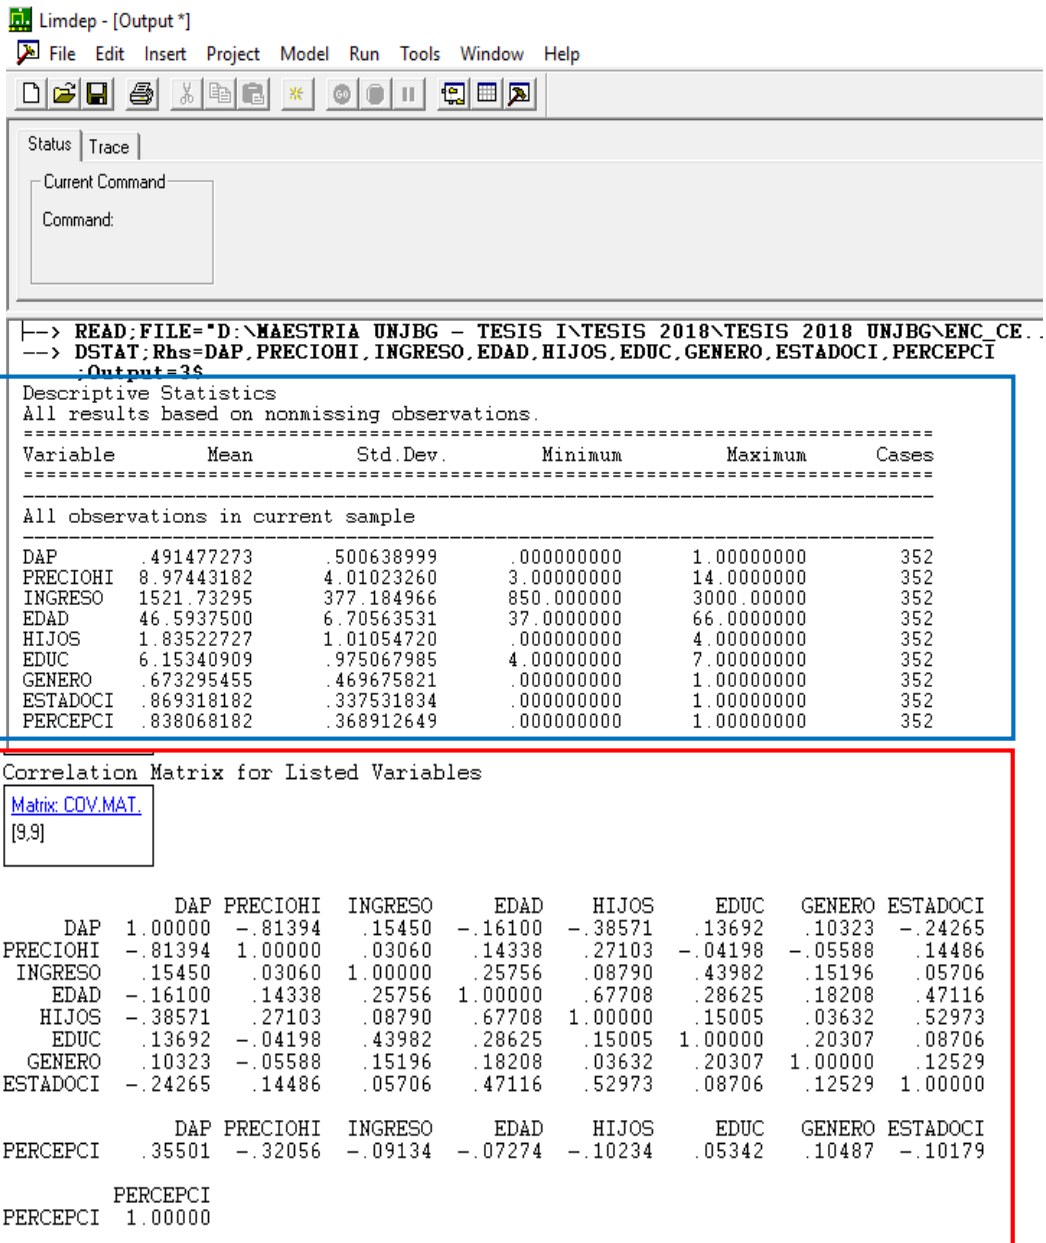 Limdep - [Output *]
File Edit Insert Project Model Run Tools Window Help
GO
Status Trace
Current Command
Command:
--> READ;FILE="D:\MAESTRIA UNJBG - TESIS I\TESIS 2018\TESIS 2018 UNJBG\ENC_CE..
--> DSTAT;Rhs=DAP,PRECIOHI,INGRESO,EDAD,HIJOS,EDUC,GENERO,ESTADOCI,PERCEPCI
;Output=3$
Descriptive Statistics
All results based on nonmissing observations.
===============================================================================
Variable Mean Std.Dev. Minimum Maximum Cases
===============================================================================
-------------------------------------------------------------------------------
All observations in current sample
-------------------------------------------------------------------------------
DAP .491477273 .500638999 .000000000 1.00000000 352
PRECIOHI 8.97443182 4.01023260 3.00000000 14.0000000 352
INGRESO 1521.73295 377.184966 850.000000 3000.00000 352
EDAD 46.5937500 6.70563531 37.0000000 66.0000000 352
HIJOS 1.83522727 1.01054720 .000000000 4.00000000 352
EDUC 6.15340909 .975067985 4.00000000 7.00000000 352
GENERO .673295455 .469675821 .000000000 1.00000000 352
ESTADOCI .869318182 .337531834 .000000000 1.00000000 352
PERCEPCI .838068182 .368912649 .000000000 1.00000000 352
Correlation Matrix for Listed Variables
Matrix: COV.MAT.
[9,9]
DAP PRECIOHI INGRESO EDAD HIJOS EDUC GENERO ESTADOCI
DAP 1.00000 -.81394 .15450 -.16100 -.38571 .13692 .10323 -.24265
PRECIOHI -.81394 1.00000 .03060 .14338 .27103 -.04198 -.05588 .14486
INGRESO .15450 .03060 1.00000 .25756 .08790 .43982 .15196 .05706
EDAD -.16100 .14338 .25756 1.00000 .67708 .28625 .18208 .47116
HIJOS -.38571 .27103 .08790 .67708 1.00000 .15005 .03632 .52973
EDUC .13692 -.04198 .43982 .28625 .15005 1.00000 .20307 .08706
GENERO .10323 -.05588 .15196 .18208 .03632 .20307 1.00000 .12529
ESTADOCI -.24265 .14486 .05706 .47116 .52973 .08706 .12529 1.00000
DAP PRECIOHI INGRESO EDAD HIJOS EDUC GENERO ESTADOCI
PERCEPCI .35501 -.32056 -.09134 -.07274 -.10234 .05342 .10487 -.10179
PERCEPCI
PERCEPCI 1.00000